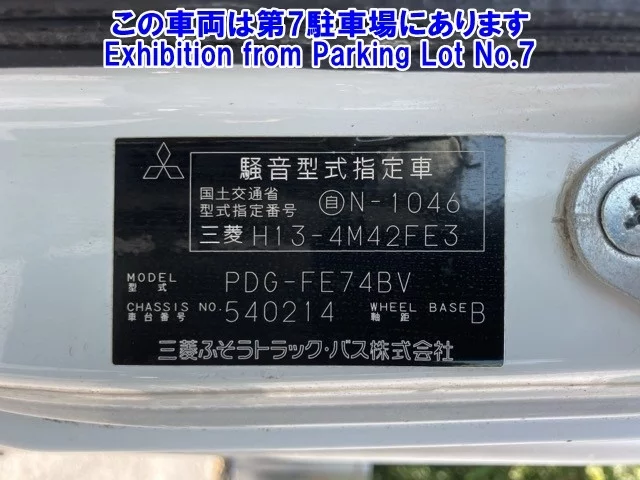 この車両は第7駐車場にあります
Exhibition from Parking Lot No.7
騒音型式指定車
国土交通省
型式指定番号 自N-1046
三菱 H13-4M42FE3
MODEL
型式 PDG-FE74BV
CHASSIS NO.
車台番号 540214 WHEEL BASE
軸距 B
三菱ふそうトラック・バス株式会社